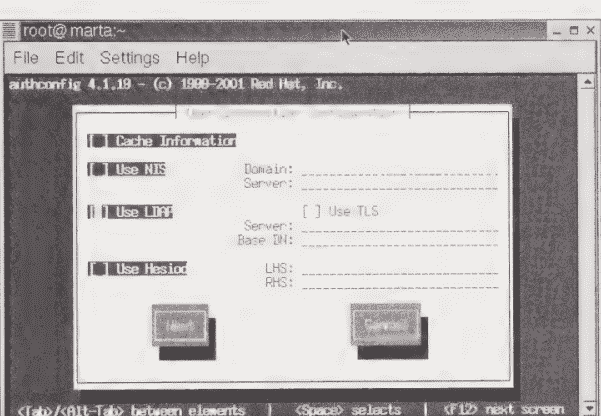 root@marta:~
File Edit Settings Help
authconfig 4.1.19 - (c) 1999-2001 Red Hat, Inc.
[ ] Cache Information
[ ] Use NIS Domain:
Server:
[ ] Use LDAP [ ] Use TLS
Server:
Base DN:
[ ] Use Hesiod LHS:
RHS:
Next
Cancel
<Tab>/<Alt-Tab> between elements | <Space> selects | <F12> next screen